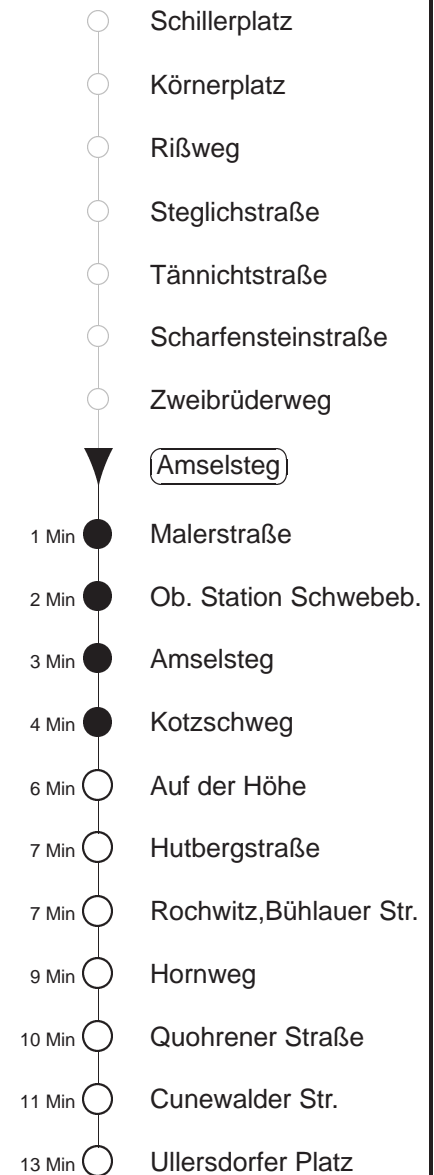 Schillerplatz
Körnerplatz
Rißweg
Steglichstraße
Tännichtstraße
Scharfensteinstraße
Zweibrüderweg
Amselsteg
1 Min Malerstraße
2 Min Ob. Station Schwebeb.
3 Min Amselsteg
4 Min Kotzschweg
6 Min Auf der Höhe
7 Min Hutbergstraße
7 Min Rochwitz,Bühlauer Str.
9 Min Hornweg
10 Min Quohrener Straße
11 Min Cunewalder Str.
13 Min Ullersdorfer Platz